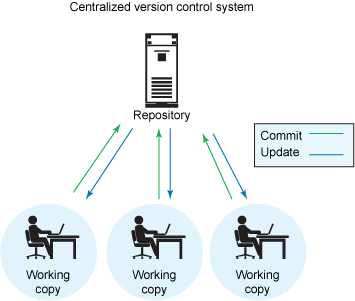 Centralized version control system
Repository
Commit
Update
Working
copy
Working
copy
Working
copy